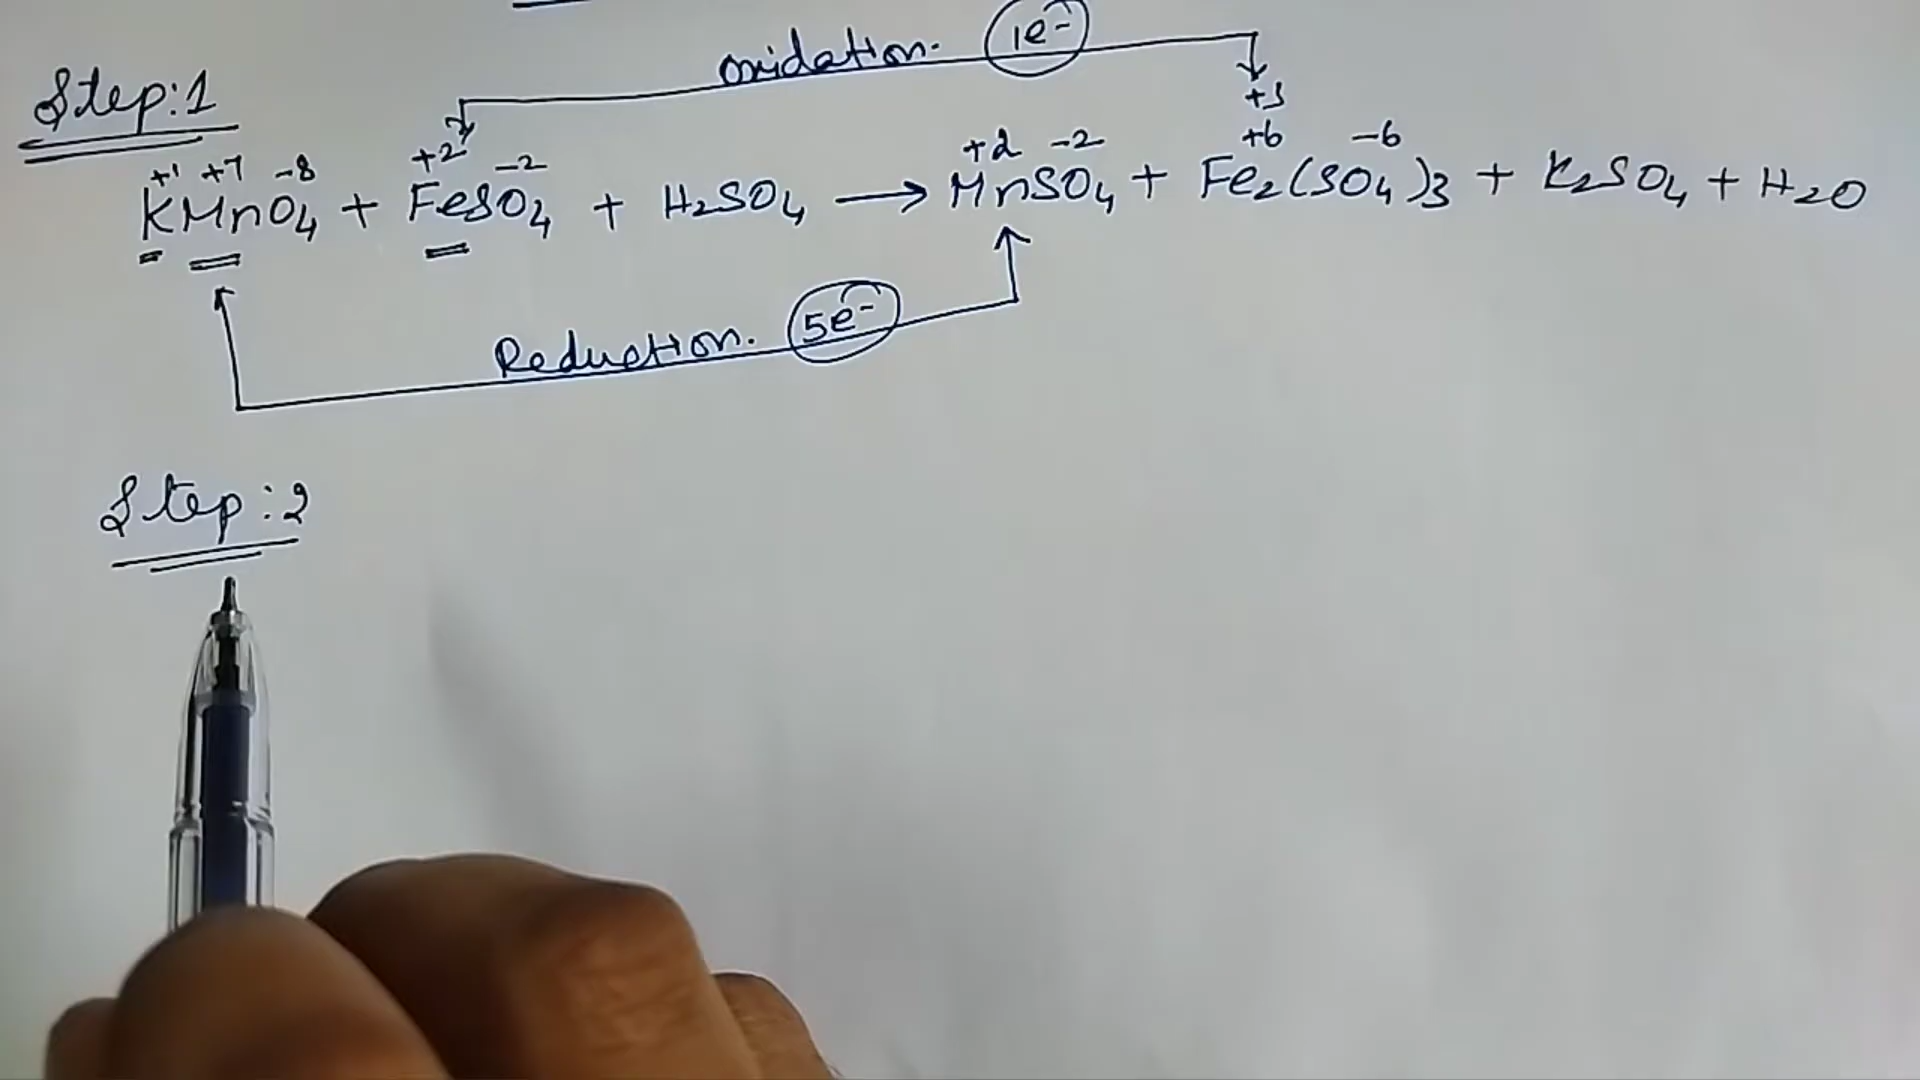 oxidation. 1e⁻
Step:1
+3
+1 +7 -8 +2 -2 +2 -2 +6 -6
KMnO₄ + FeSO₄ + H₂SO₄ → MnSO₄ + Fe₂(SO₄)₃ + K₂SO₄ + H₂O
Reduction. 5e⁻
Step:2